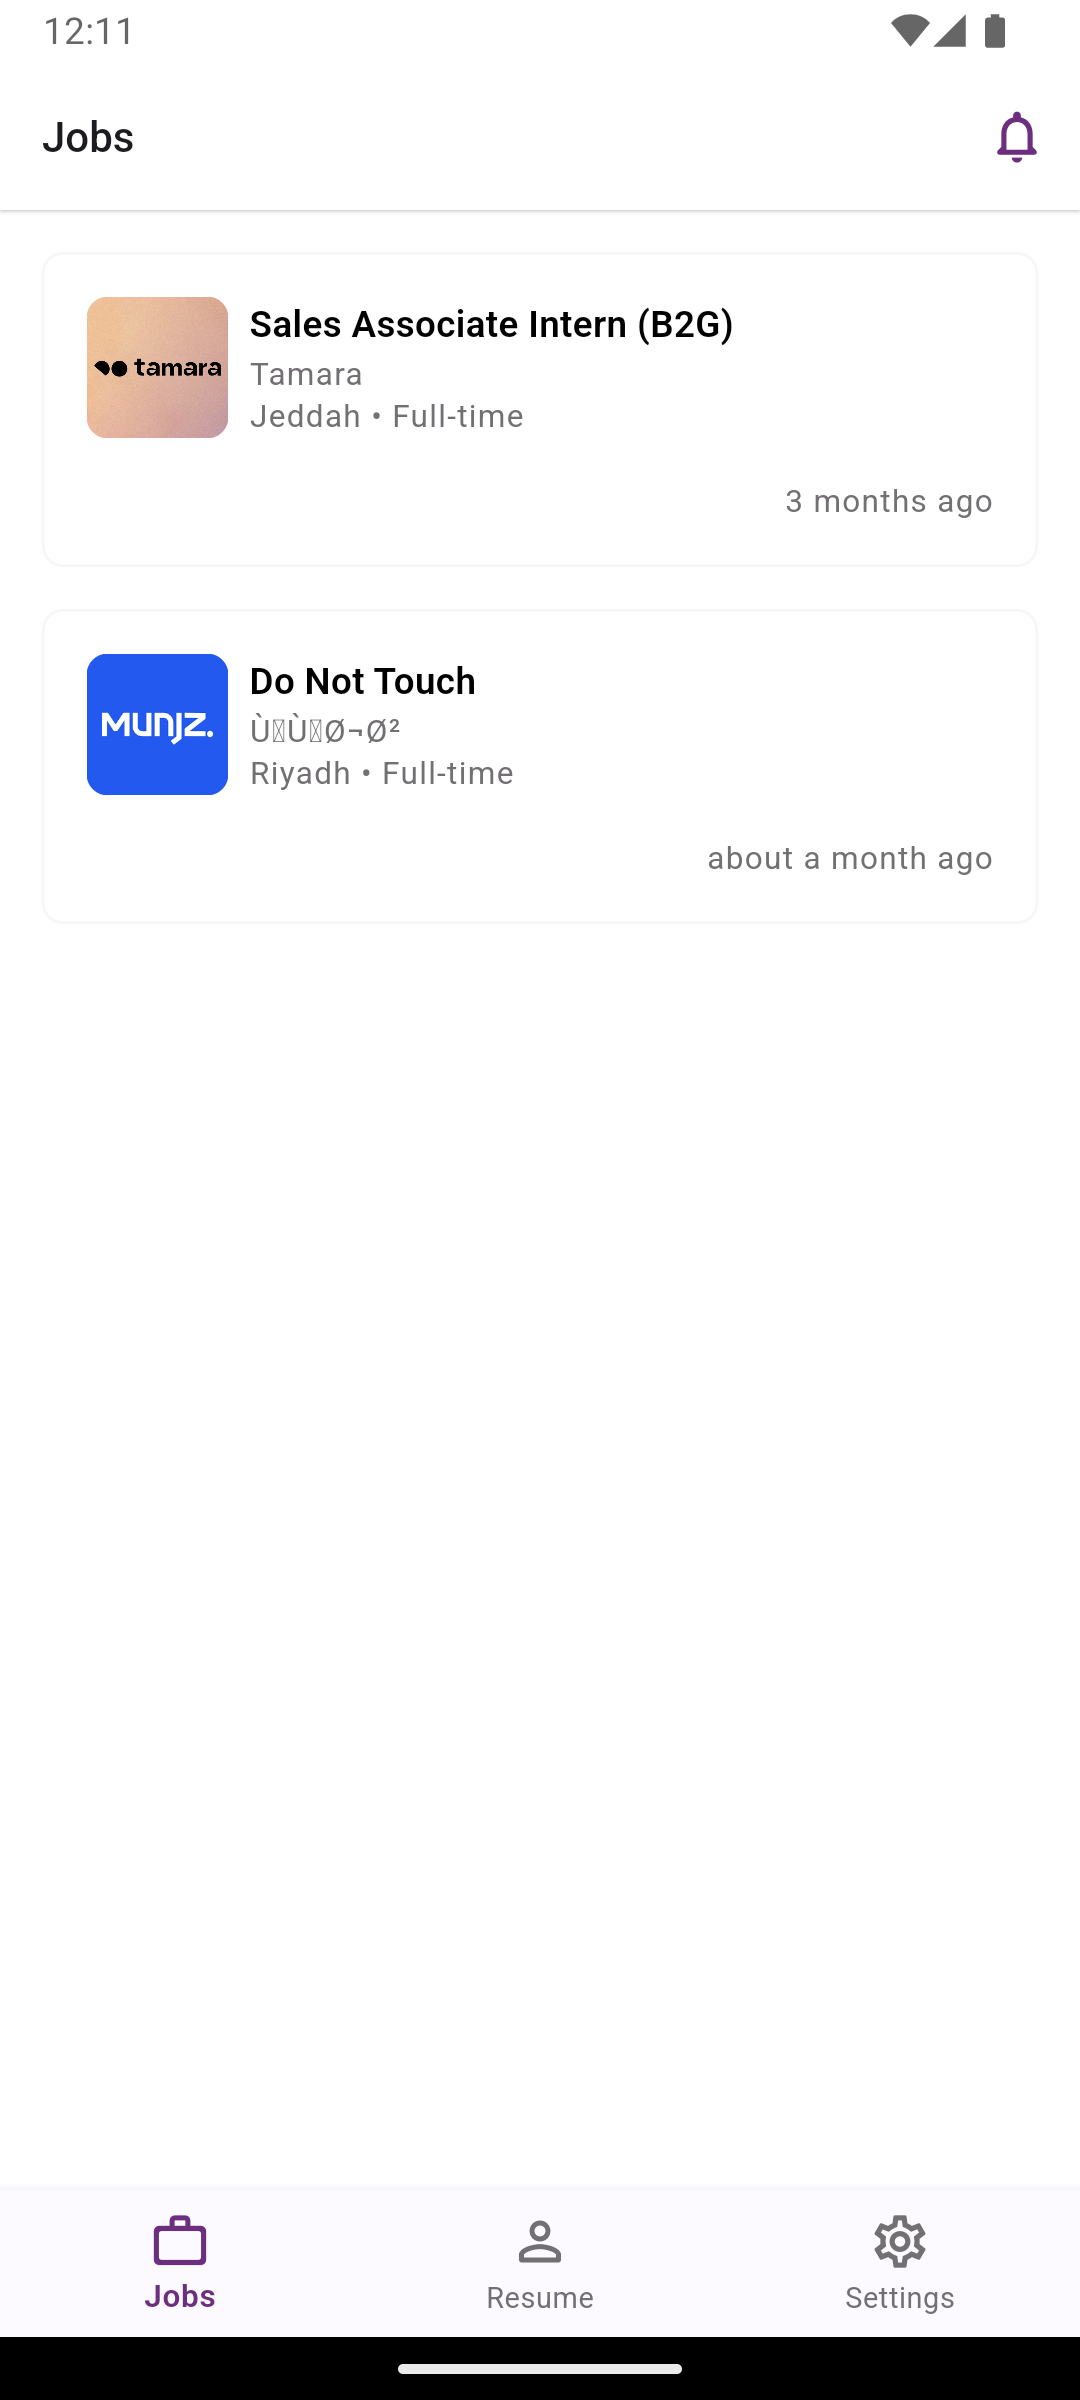 12:11
Jobs
tamara
Sales Associate Intern (B2G)
Tamara
Jeddah • Full-time
3 months ago
MUNJZ.
Do Not Touch
Ù Ù Ø¬Ø²
Riyadh • Full-time
about a month ago
Jobs
Resume
Settings